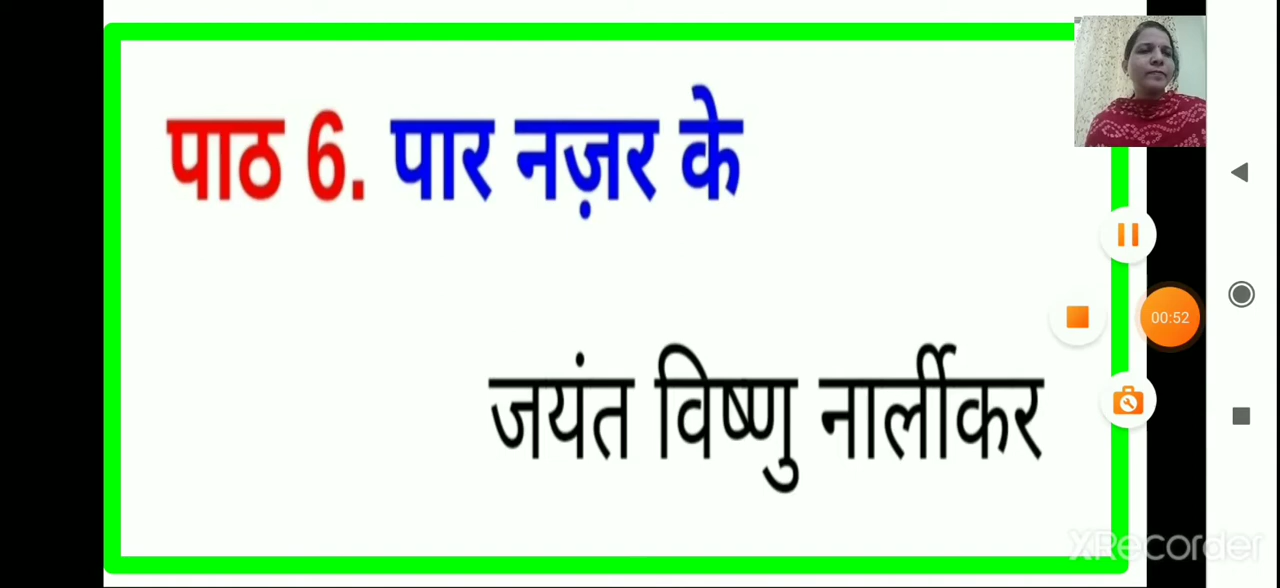 पाठ 6. पार नज़र के
जयंत विष्णु नार्लीकर
00:52
XRecorder